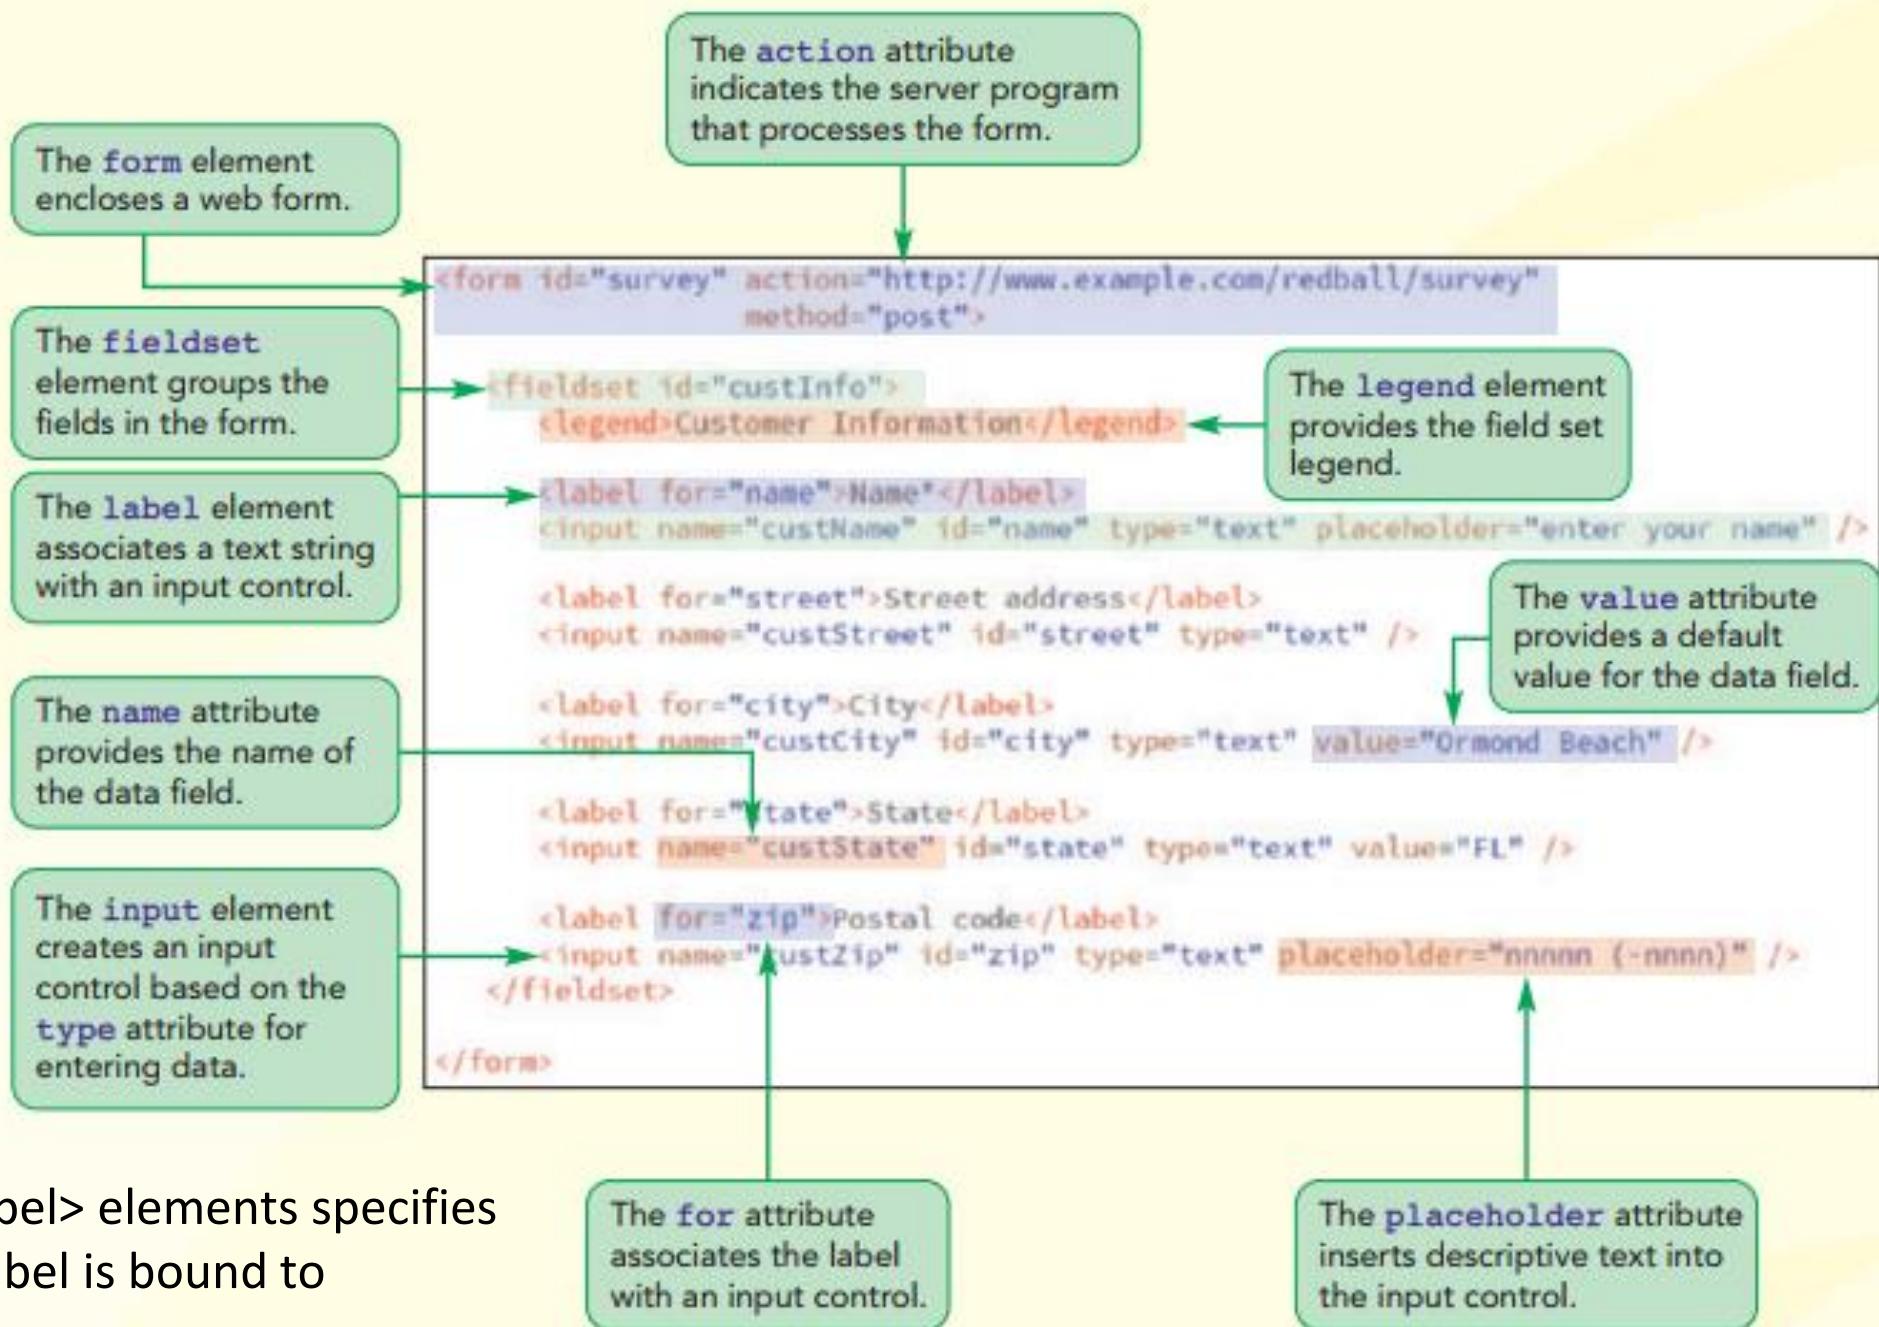 The action attribute
indicates the server program
that processes the form.
The form element
encloses a web form.
<form id="survey" action="http://www.example.com/redball/survey"
method="post">
The fieldset
element groups the
fields in the form.
<fieldset id="custInfo">
<legend>Customer Information</legend>
The legend element
provides the field set
legend.
The label element
associates a text string
with an input control.
<label for="name">Name*</label>
<input name="custName" id="name" type="text" placeholder="enter your name" />
<label for="street">Street address</label>
<input name="custStreet" id="street" type="text" />
The value attribute
provides a default
value for the data field.
The name attribute
provides the name of
the data field.
<label for="city">City</label>
<input name="custCity" id="city" type="text" value="Ormond Beach" />
<label for="state">State</label>
<input name="custState" id="state" type="text" value="FL" />
The input element
creates an input
control based on the
type attribute for
entering data.
<label for="zip">Postal code</label>
<input name="custZip" id="zip" type="text" placeholder="nnnnn (-nnnn)" />
</fieldset>
</form>
bel> elements specifies
bel is bound to
The for attribute
associates the label
with an input control.
The placeholder attribute
inserts descriptive text into
the input control.